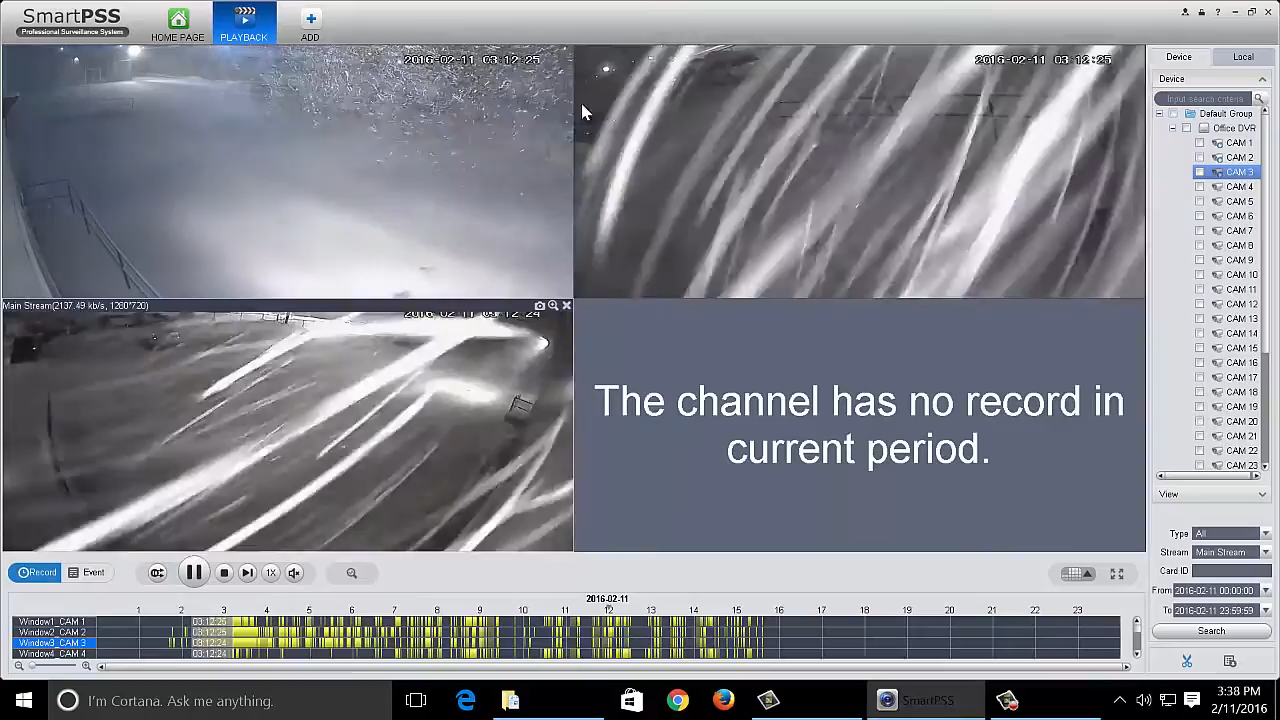 SmartPSS
Professional Surveillance System
HOME PAGE
PLAYBACK
ADD
2016-02-11 03:12:25
2016-02-11 03:12:25
Main Stream(2137.49 kb/s, 1280*720)
2016-02-11 03:12:24
The channel has no record in
current period.
Device
Local
Device
Input search criteria
Default Group
Office DVR
CAM 1
CAM 2
CAM 3
CAM 4
CAM 5
CAM 6
CAM 7
CAM 8
CAM 9
CAM 10
CAM 11
CAM 12
CAM 13
CAM 14
CAM 15
CAM 16
CAM 17
CAM 18
CAM 19
CAM 20
CAM 21
CAM 22
CAM 23
View
Type All
Stream Main Stream
Card ID
From: 2016-02-11 00:00:00
To 2016-02-11 23:59:59
Search
Record
Event
1X
2016-02-11
1 2 3 4 5 6 7 8 9 10 11 12 13 14 15 16 17 18 19 20 21 22 23
Window1_CAM 1 03:12:25
Window2_CAM 2 03:12:25
Window3_CAM 3 03:12:24
Window4_CAM 4
I'm Cortana. Ask me anything.
SmartPSS
3:38 PM
2/11/2016